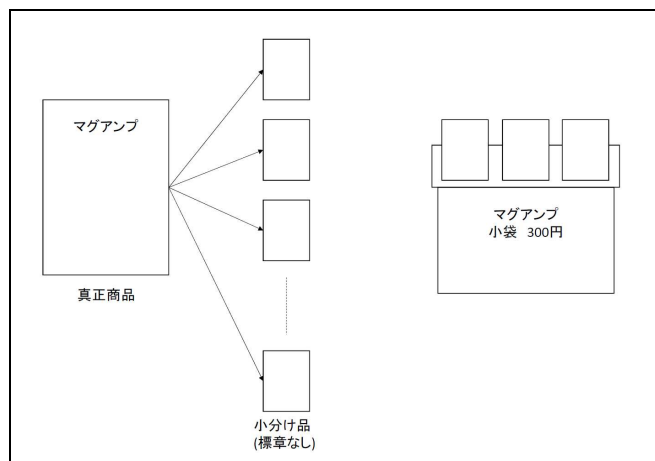 マグアンプ
真正商品
小分け品
(標章なし)
マグアンプ
小袋 300円